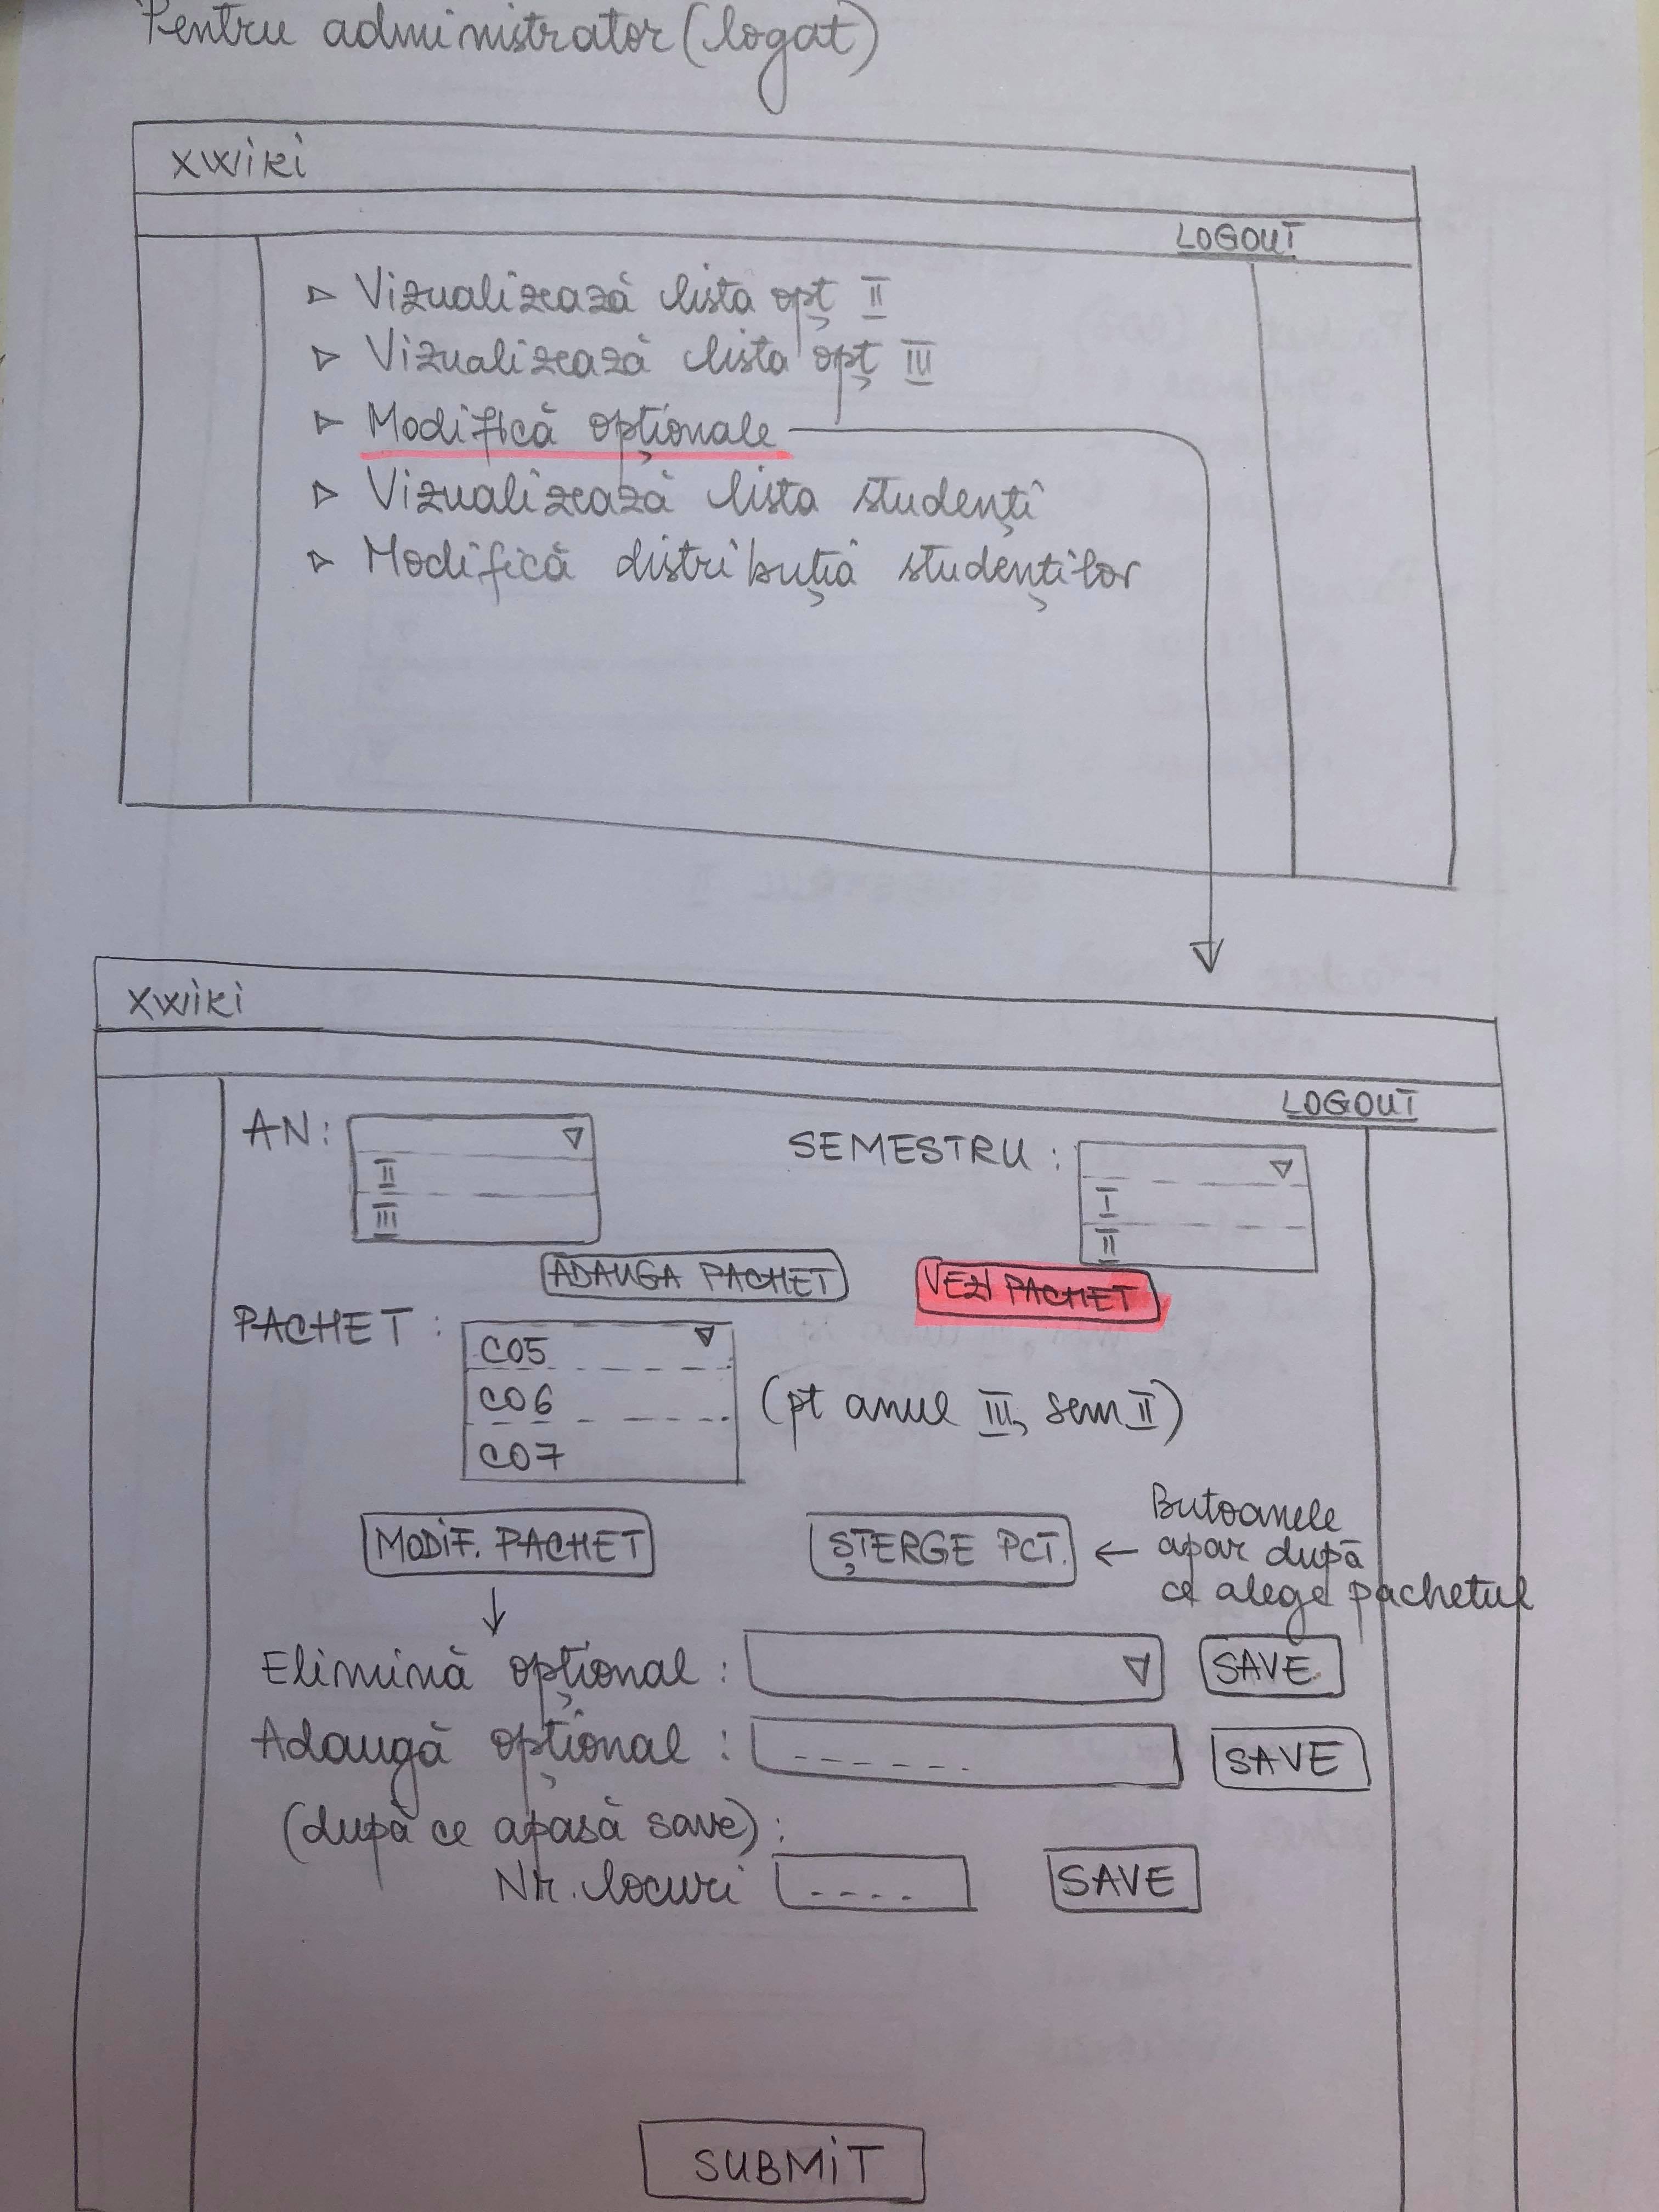 Pentru administrator (logat)
xwiki
LOGOUT
Vizualizează lista opț II
Vizualizează lista opț III
Modifică opționale
Vizualizează lista studenți
Modifică distribuția studenților
xwiki
LOGOUT
AN:
II
III
SEMESTRU:
I
II
ADAUGA PACHET
VEZI PACHET
PACHET:
CO5
CO6
CO7
(pt anul III, sem II)
MODIF. PACHET
ȘTERGE PCT.
Butoanele
apar după
ce alege pachetul
Elimină opțional:
SAVE
Adaugă opțional:
SAVE
(după ce apasă save):
Nr. locuri
SAVE
SUBMIT